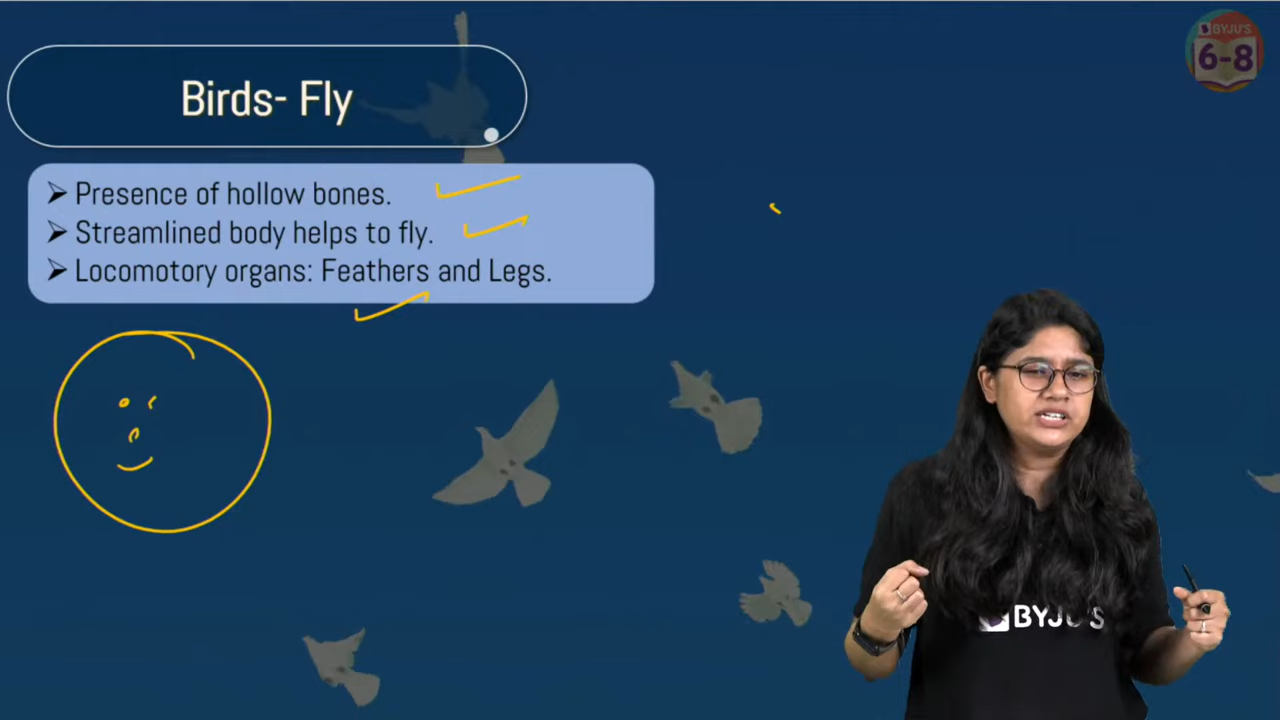 Birds- Fly
BYJU'S
6-8
➢ Presence of hollow bones.
➢ Streamlined body helps to fly.
➢ Locomotory organs: Feathers and Legs.
BYJU'S